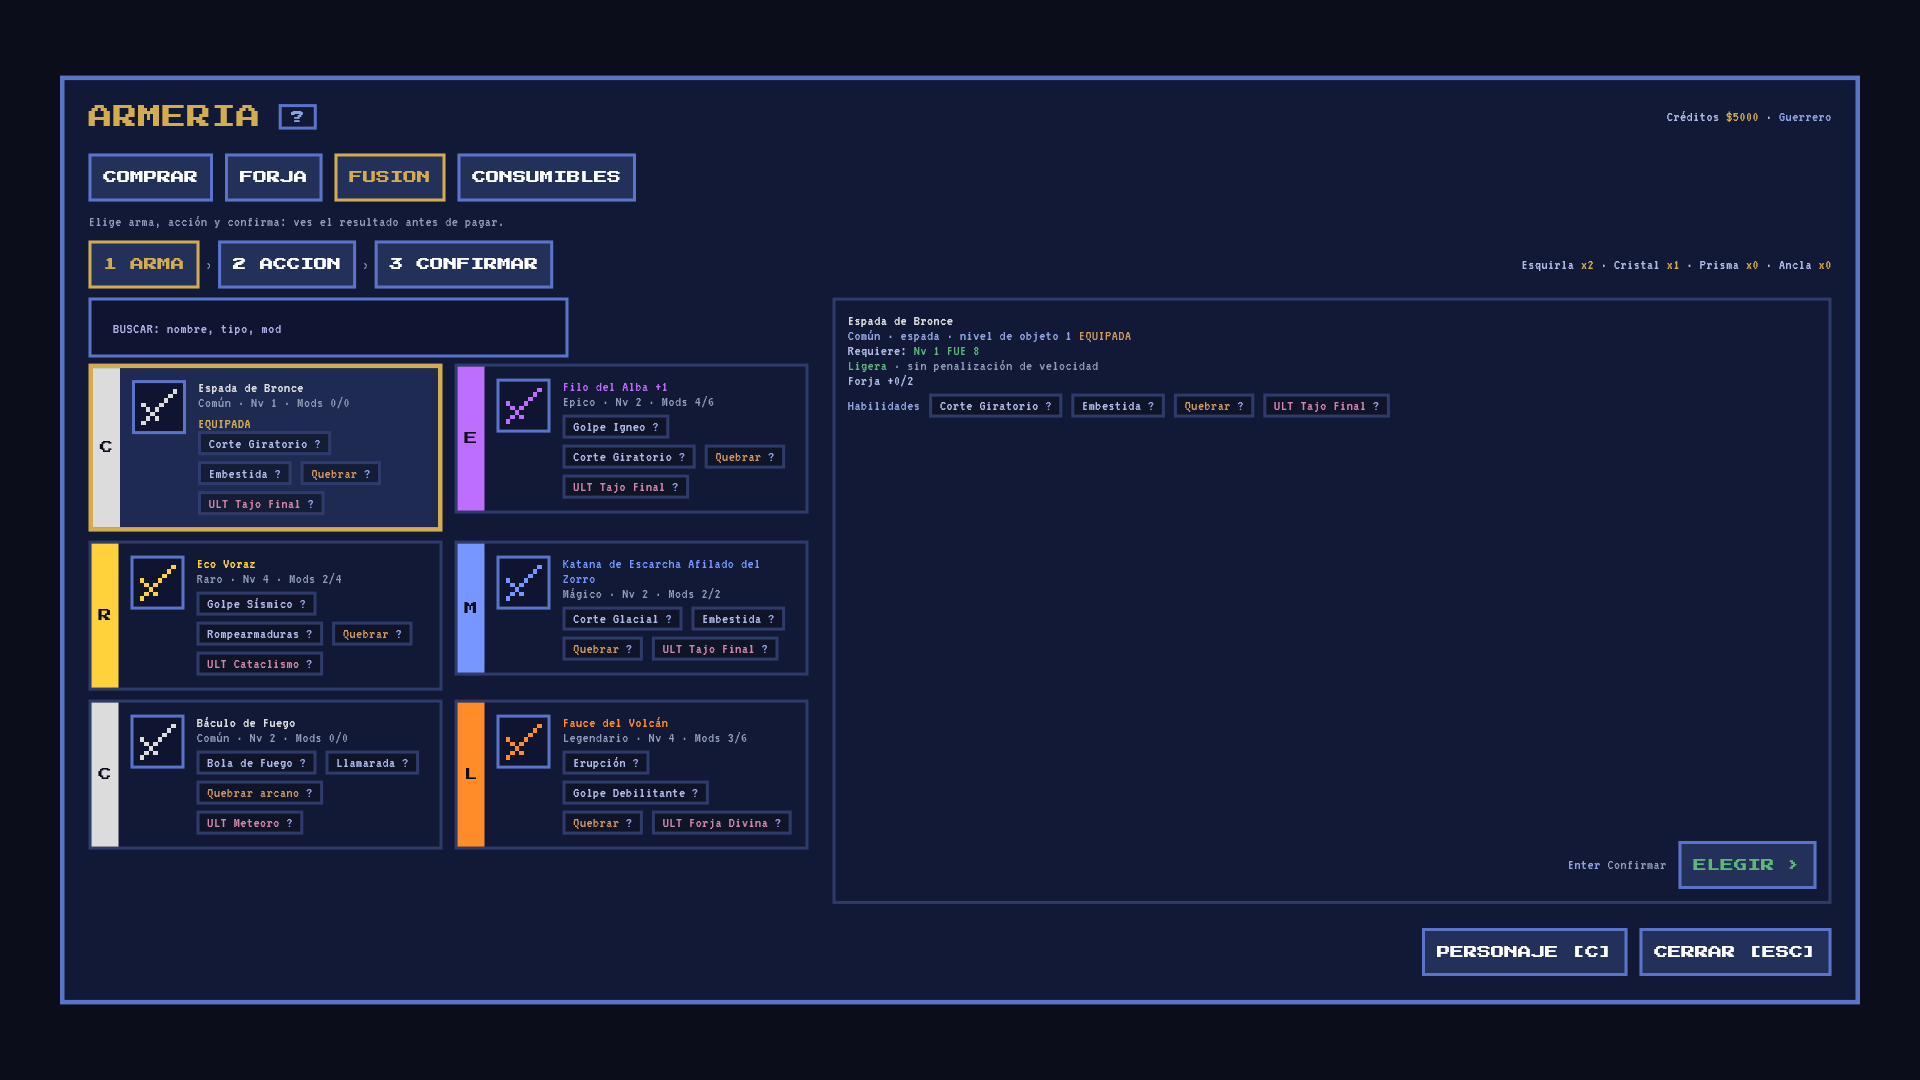 ARMERIA ?
Créditos $5000 · Guerrero
COMPRAR FORJA FUSION CONSUMIBLES
Elige arma, acción y confirma: ves el resultado antes de pagar.
1 ARMA › 2 ACCION › 3 CONFIRMAR
Esquirla x2 · Cristal x1 · Prisma x0 · Ancla x0
BUSCAR: nombre, tipo, mod
C
Espada de Bronce
Común · Nv 1 · Mods 0/0
EQUIPADA
Corte Giratorio ?
Embestida ? Quebrar ?
ULT Tajo Final ?
E
Filo del Alba +1
Epico · Nv 2 · Mods 4/6
Golpe Igneo ?
Corte Giratorio ? Quebrar ?
ULT Tajo Final ?
R
Eco Voraz
Raro · Nv 4 · Mods 2/4
Golpe Sísmico ?
Rompearmaduras ? Quebrar ?
ULT Cataclismo ?
M
Katana de Escarcha Afilado del
Zorro
Mágico · Nv 2 · Mods 2/2
Corte Glacial ? Embestida ?
Quebrar ? ULT Tajo Final ?
C
Báculo de Fuego
Común · Nv 2 · Mods 0/0
Bola de Fuego ? Llamarada ?
Quebrar arcano ?
ULT Meteoro ?
L
Fauce del Volcán
Legendario · Nv 4 · Mods 3/6
Erupción ?
Golpe Debilitante ?
Quebrar ? ULT Forja Divina ?
Espada de Bronce
Común · espada · nivel de objeto 1 EQUIPADA
Requiere: Nv 1 FUE 8
Ligera · sin penalización de velocidad
Forja +0/2
Habilidades Corte Giratorio ? Embestida ? Quebrar ? ULT Tajo Final ?
Enter Confirmar ELEGIR >
PERSONAJE [C] CERRAR [ESC]